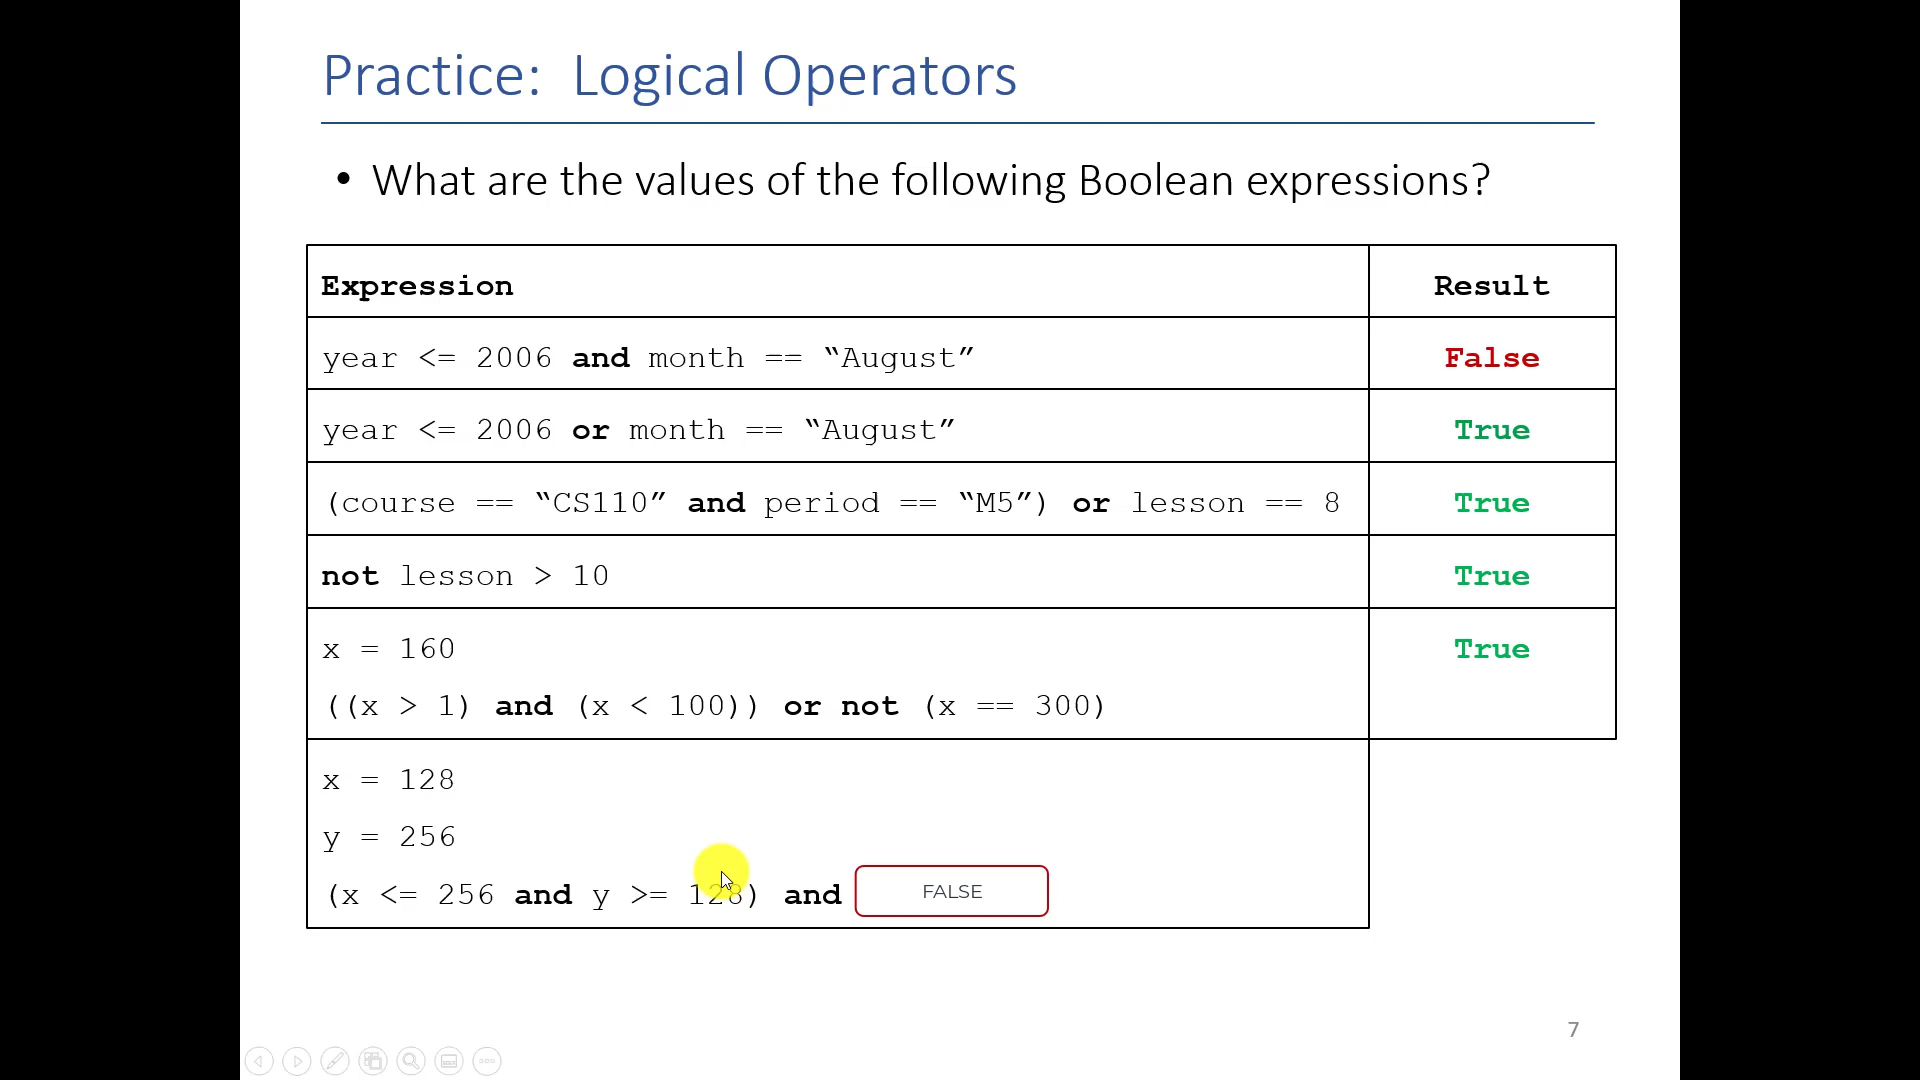 Practice: Logical Operators
• What are the values of the following Boolean expressions?
Expression Result
year <= 2006 and month == “August” False
year <= 2006 or month == “August” True
(course == “CS110” and period == “M5”) or lesson == 8 True
not lesson > 10 True
x = 160 True
((x > 1) and (x < 100)) or not (x == 300)
x = 128
y = 256
(x <= 256 and y >= 128) and FALSE
7